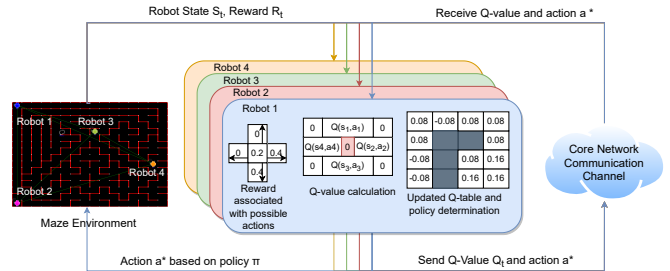 Robot State St, Reward Rt
Receive Q-value and action a *
Robot 4
Robot 3
Robot 2
Robot 1
Robot 1
Robot 3
Robot 4
Robot 2
Maze Environment
0
0 0.2 0.4
0.4
Reward
associated
with possible
actions
0 Q(s1,a1) 0
Q(s4,a4) 0 Q(s2,a2)
0 Q(s3,a3) 0
Q-value calculation
0.08 -0.08 0.08 0.08
0.08 0.08
-0.08 0.08 0.16
-0.08 0.16 0.16
Updated Q-table and
policy determination
Core Network
Communication
Channel
Action a* based on policy π
Send Q-Value Qt and action a*